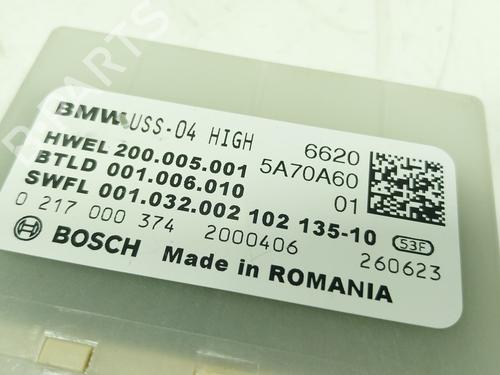 BMW USS-04 HIGH 6620
HWEL 200.005.001 5A70A60
BTLD 001.006.010 01
SWFL 001.032.002 102 135-10
0 217 000 374 2000406 53F 260623
BOSCH Made in ROMANIA
B-PARTS